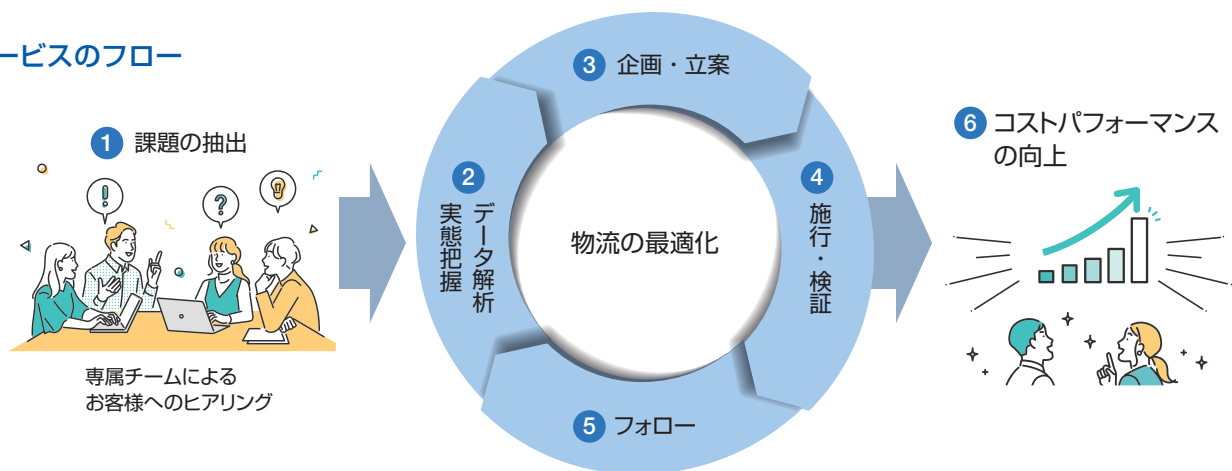 ービスのフロー
1 課題の抽出
専属チームによる
お客様へのヒアリング
2
データ解析
実態把握
3 企画・立案
4
施行・検証
5 フォロー
物流の最適化
6 コストパフォーマンス
の向上
!
?